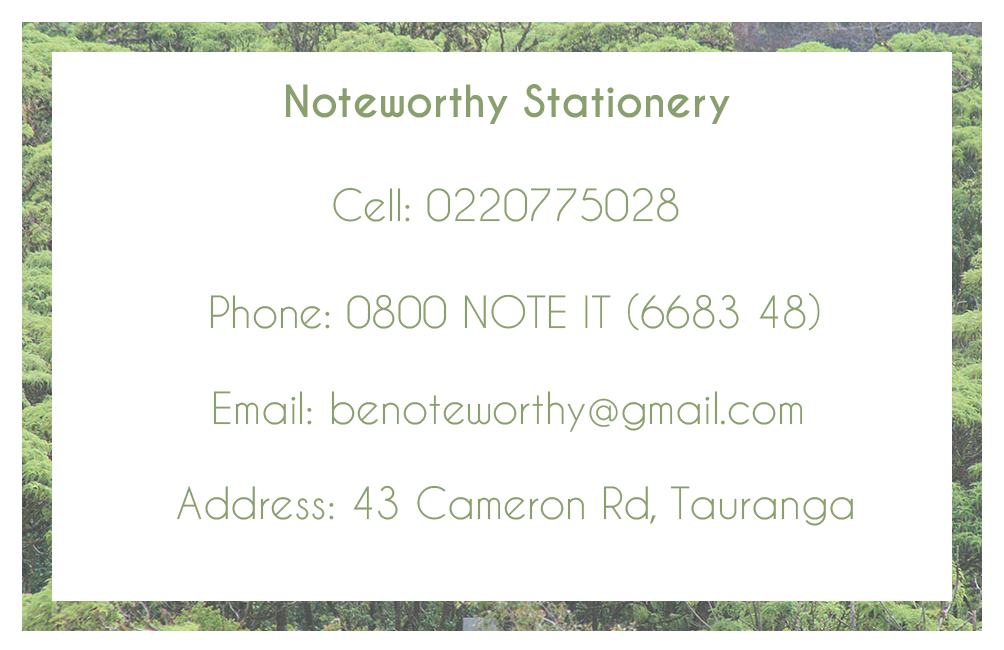 Noteworthy Stationery
Cell: 0220775028
Phone: 0800 NOTE IT (6683 48)
Email: benoteworthy@gmail.com
Address: 43 Cameron Rd, Tauranga